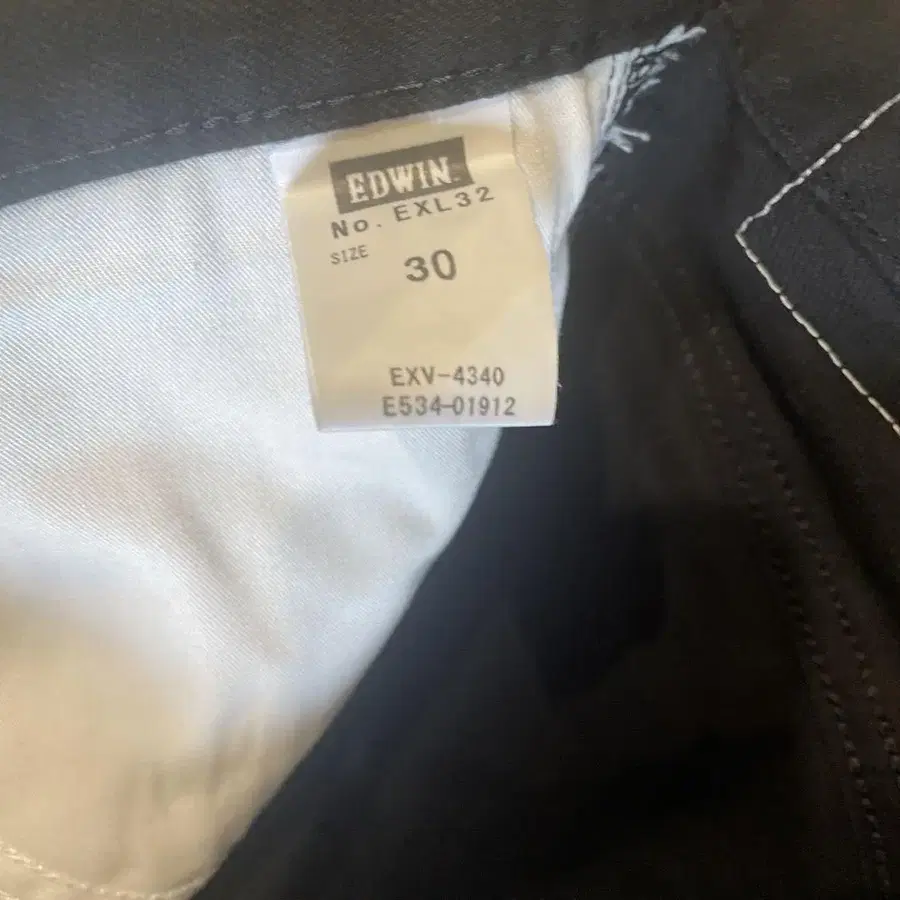 EDWIN
No. EXL32
SIZE
30
EXV-4340
E534-01912